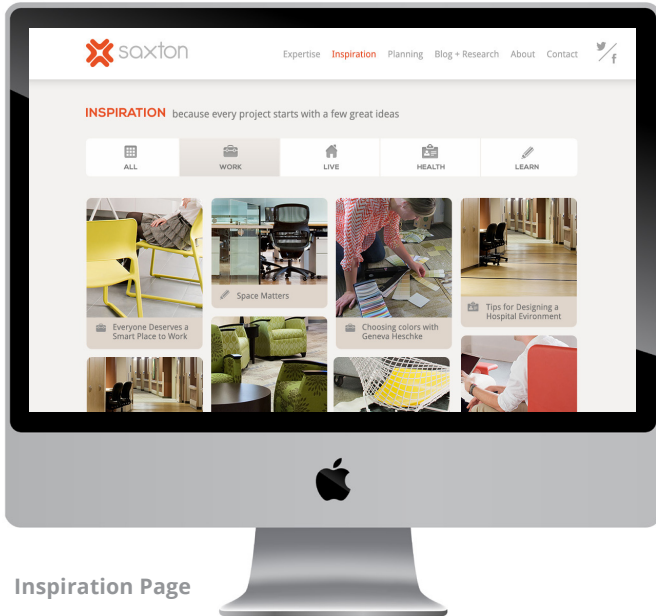 saxton
Expertise Inspiration Planning Blog + Research About Contact
INSPIRATION because every project starts with a few great ideas
ALL WORK LIVE HEALTH LEARN
Everyone Deserves a
Smart Place to Work
Space Matters
Choosing colors with
Geneva Heschke
Tips for Designing a
Hospital Evironment
Inspiration Page